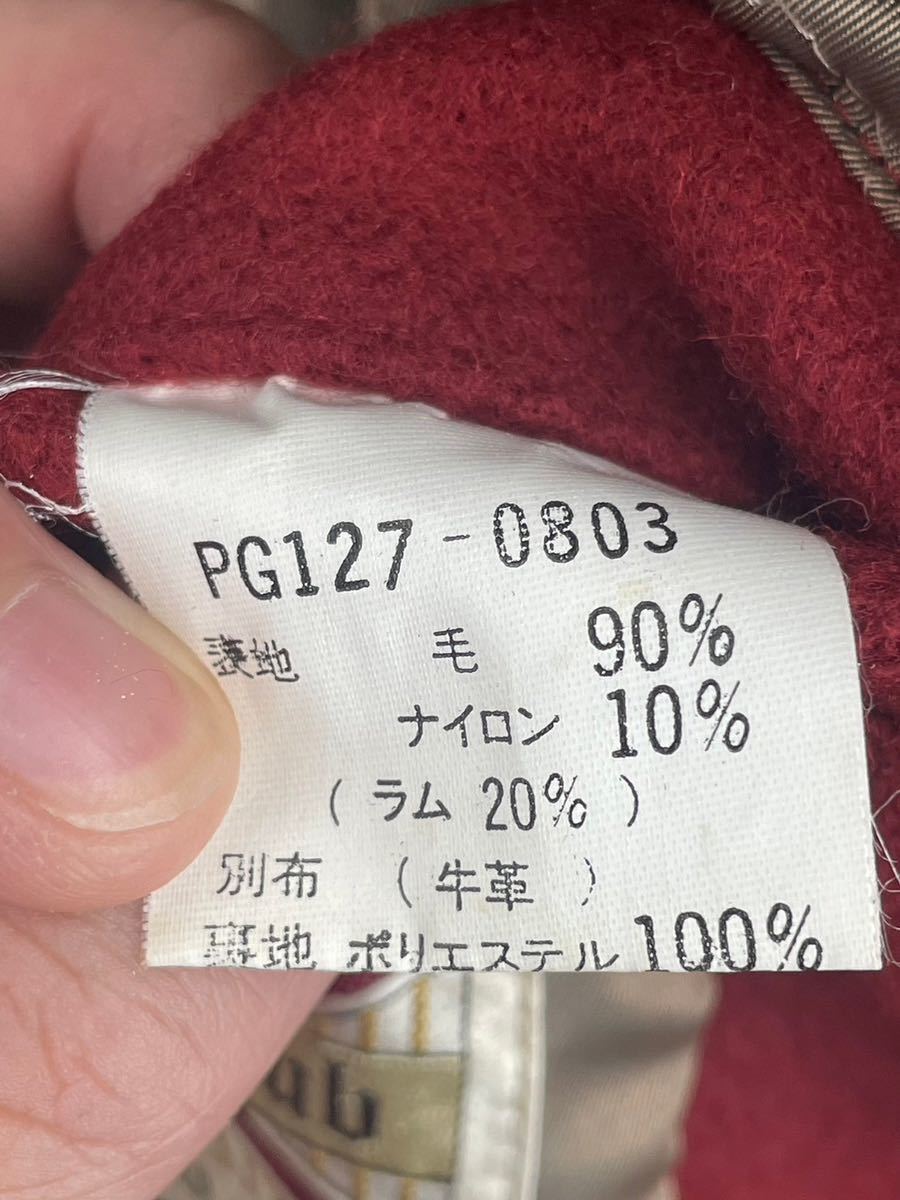 PG127-0803
表地 毛 90%
ナイロン 10%
( ラム 20% )
別布 ( 牛革 )
裏地 ポリエステル 100%